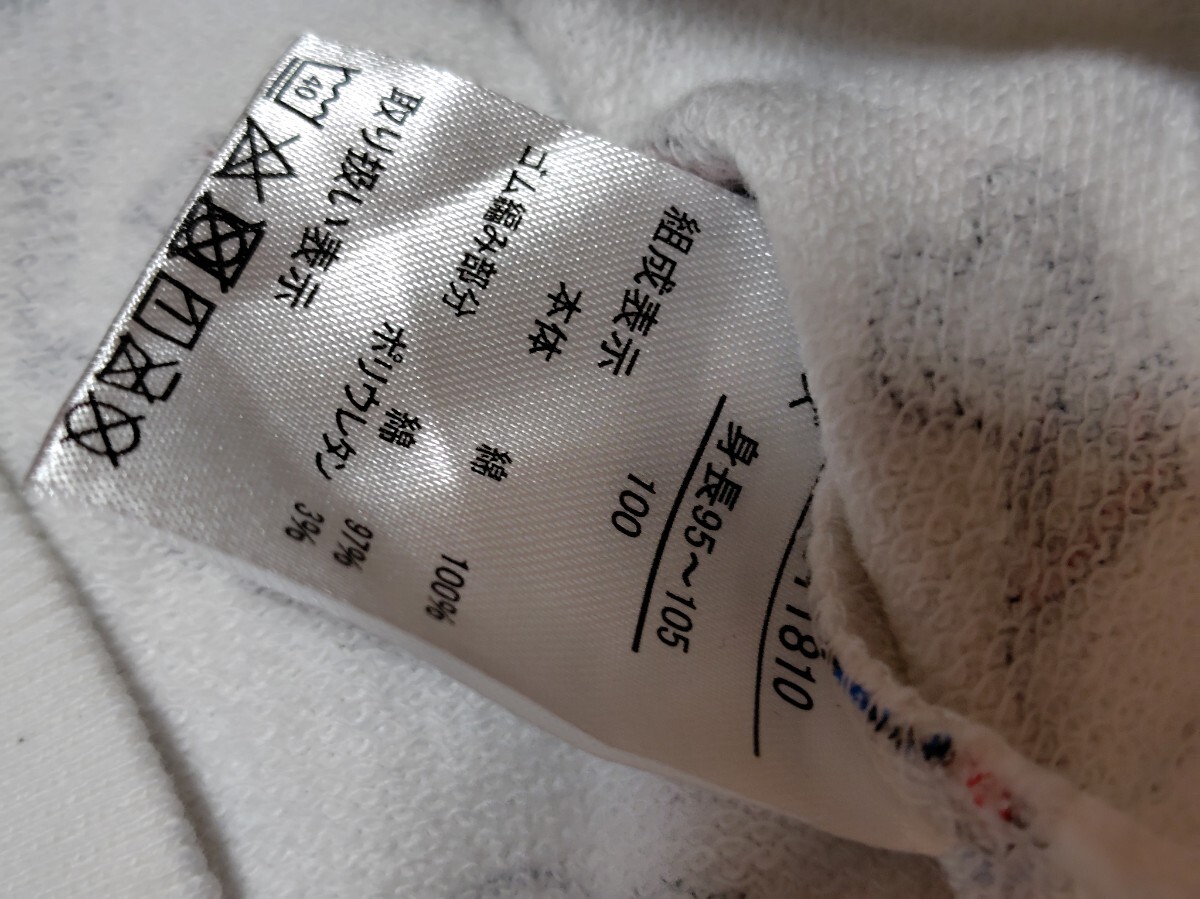 1810
身長95~105
100
組成表示
本体
綿 100%
ゴム編み部分
綿 97%
ポリウレタン 3%
取り扱い表示
40